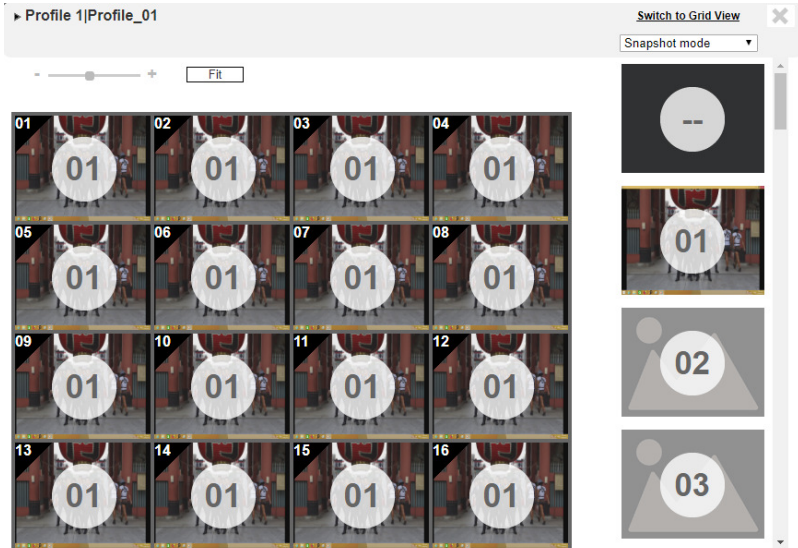 ▸ Profile 1|Profile_01
Switch to Grid View
Snapshot mode
- +
Fit
01 02 03 04
01 01 01 01
05 06 07 08
01 01 01 01
09 10 11 12
01 01 01 01
13 14 15 16
01 01 01 01
--
01
02
03